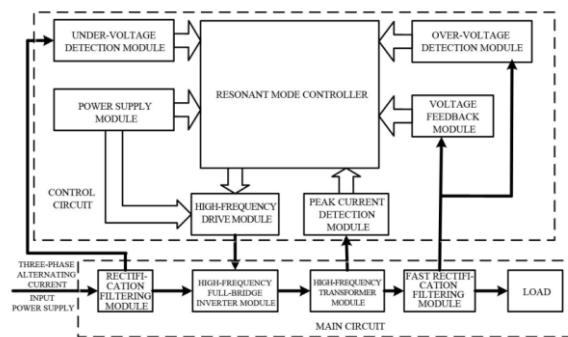 UNDER-VOLTAGE
DETECTION MODULE
OVER-VOLTAGE
DETECTION MODULE
RESONANT MODE CONTROLLER
POWER SUPPLY
MODULE
VOLTAGE
FEEDBACK
MODULE
CONTROL
CIRCUIT
HIGH-FREQUENCY
DRIVE MODULE
PEAK CURRENT
DETECTION
MODULE
THREE-PHASE
ALTERNATING
CURRENT
INPUT
POWER SUPPLY
RECTIFI-
CATION
FILTERING
MODULE
HIGH-FREQUENCY
FULL-BRIDGE
INVERTER MODULE
HIGH-FREQUENCY
TRANSFORMER
MODULE
FAST RECTIFI-
CATION
FILTERING
MODULE
LOAD
MAIN CIRCUIT